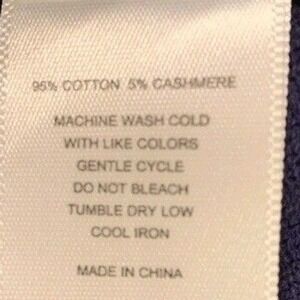 95% COTTON 5% CASHMERE
MACHINE WASH COLD
WITH LIKE COLORS
GENTLE CYCLE
DO NOT BLEACH
TUMBLE DRY LOW
COOL IRON
MADE IN CHINA